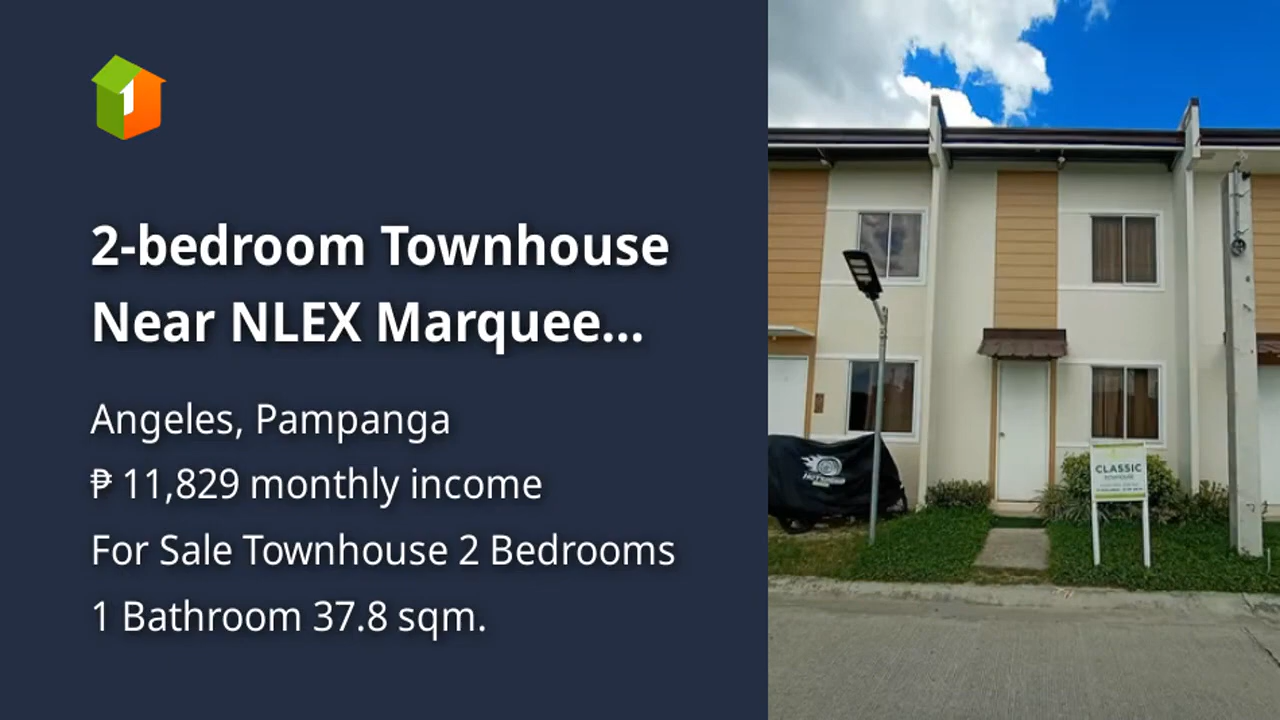 2-bedroom Townhouse
Near NLEX Marquee...
Angeles, Pampanga
₱ 11,829 monthly income
For Sale Townhouse 2 Bedrooms
1 Bathroom 37.8 sqm.
CLASSIC